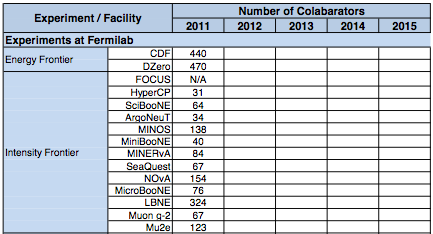 Experiment / Facility
Number of Colabarators
2011 2012 2013 2014 2015
Experiments at Fermilab
Energy Frontier
CDF 440
DZero 470
Intensity Frontier
FOCUS N/A
HyperCP 31
SciBooNE 64
ArgoNeuT 34
MINOS 138
MiniBooNE 40
MINERvA 84
SeaQuest 67
NOvA 154
MicroBooNE 76
LBNE 324
Muon g-2 67
Mu2e 123